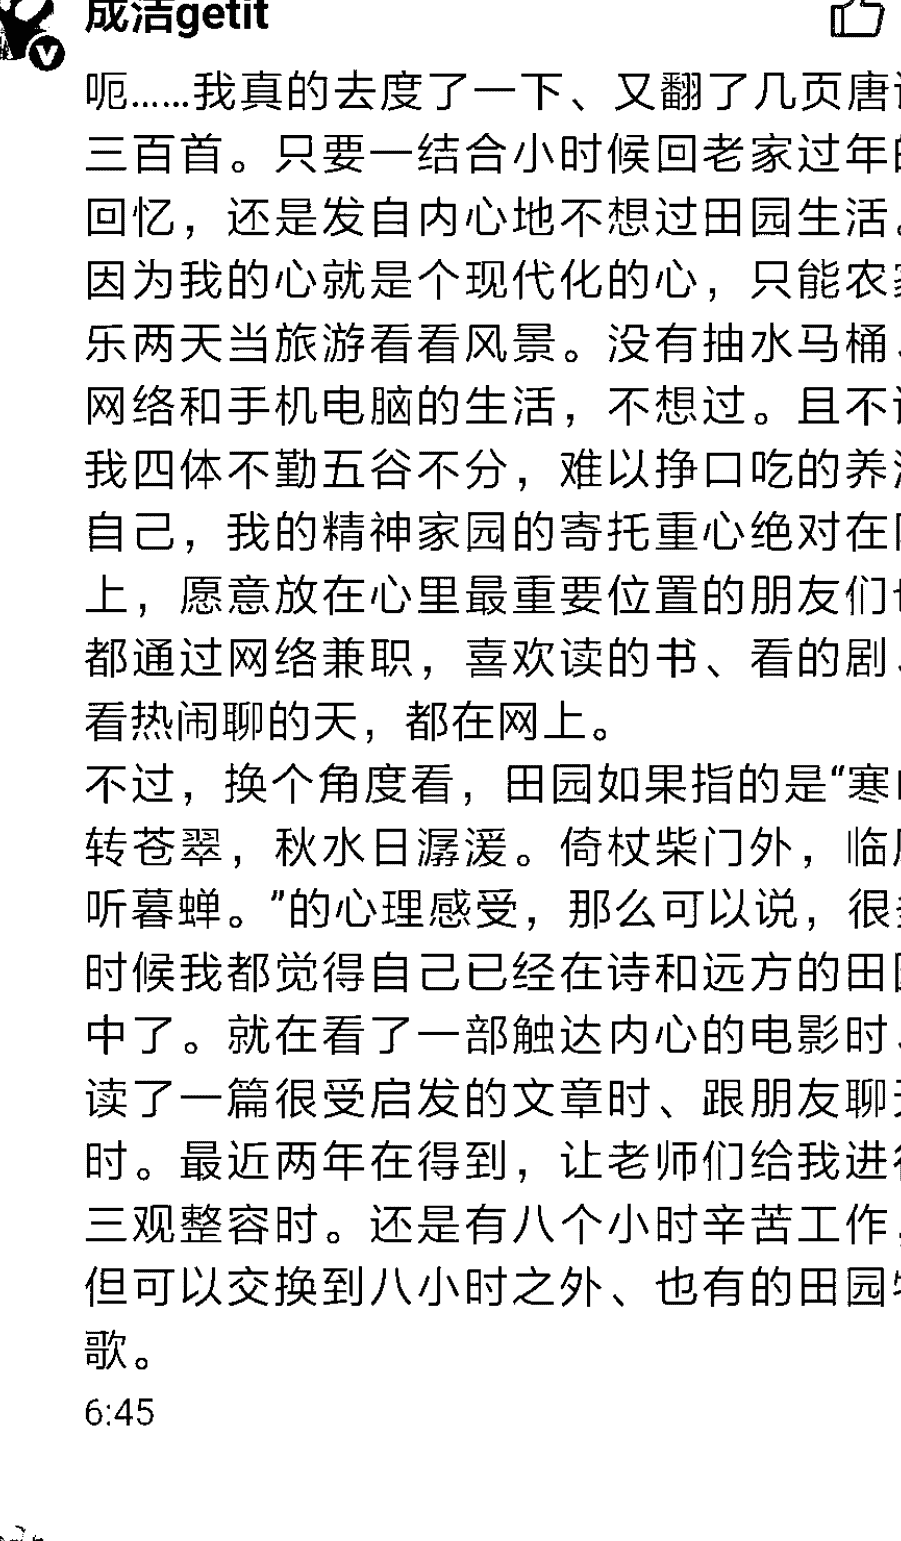 成洁getit
呃……我真的去度了一下、又翻了几页唐
三百首。只要一结合小时候回老家过年
回忆，还是发自内心地不想过田园生活。
因为我的心就是个现代化的心，只能农
乐两天当旅游看看风景。没有抽水马桶、
网络和手机电脑的生活，不想过。且不
我四体不勤五谷不分，难以挣口吃的养
自己，我的精神家园的寄托重心绝对在
上，愿意放在心里最重要位置的朋友们
都通过网络兼职，喜欢读的书、看的剧、
看热闹聊的天，都在网上。
不过，换个角度看，田园如果指的是“寒
转苍翠，秋水日潺湲。倚杖柴门外，临
听暮蝉。”的心理感受，那么可以说，很
时候我都觉得自己已经在诗和远方的田
中了。就在看了一部触达内心的电影时、
读了一篇很受启发的文章时、跟朋友聊
时。最近两年在得到，让老师们给我进
三观整容时。还是有八个小时辛苦工作，
但可以交换到八小时之外、也有的田园
歌。
6:45